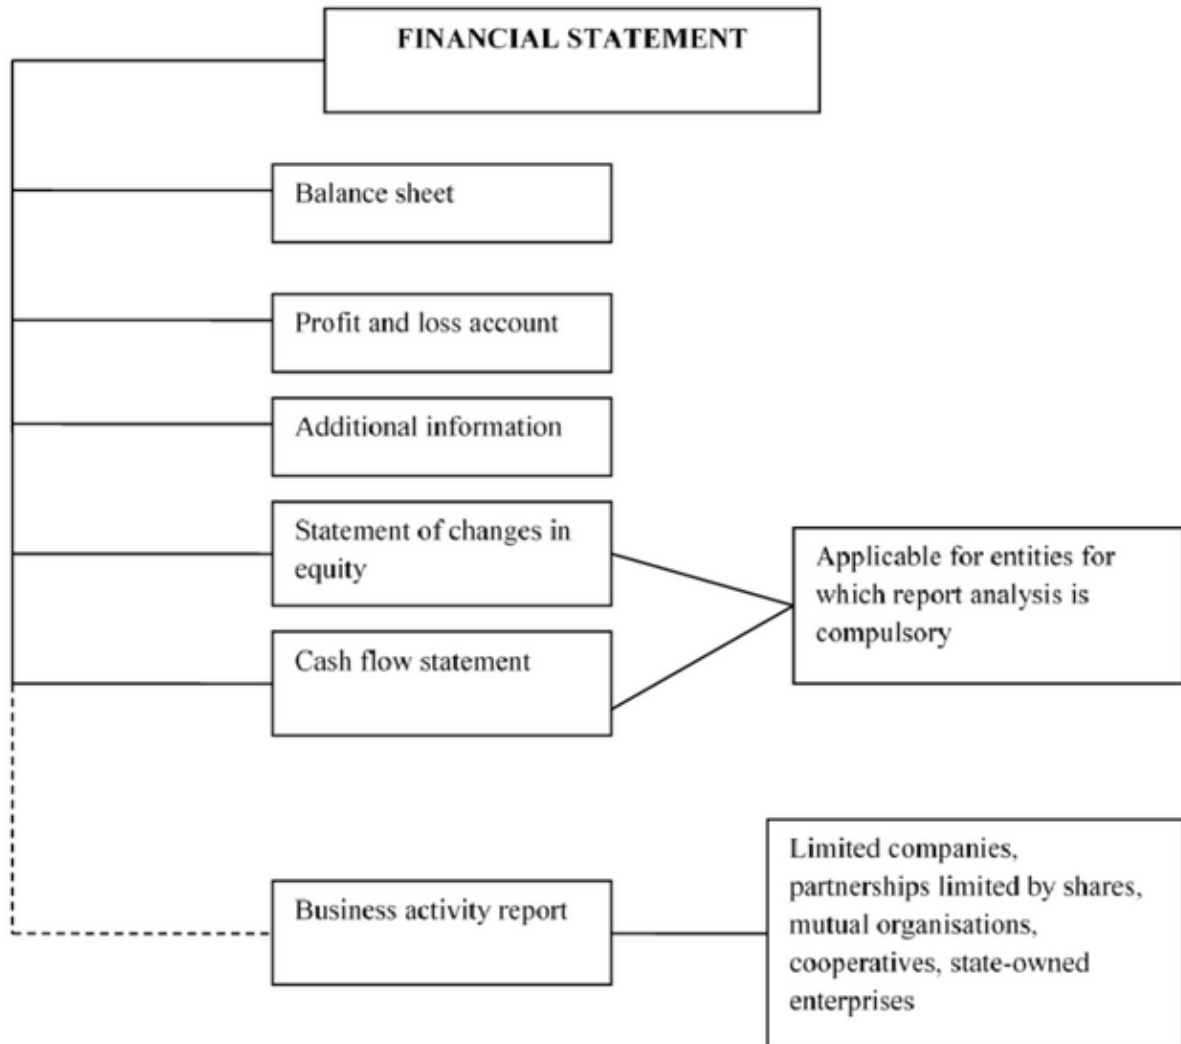 FINANCIAL STATEMENT
Balance sheet
Profit and loss account
Additional information
Statement of changes in
equity
Cash flow statement
Applicable for entities for
which report analysis is
compulsory
Business activity report
Limited companies,
partnerships limited by shares,
mutual organisations,
cooperatives, state-owned
enterprises